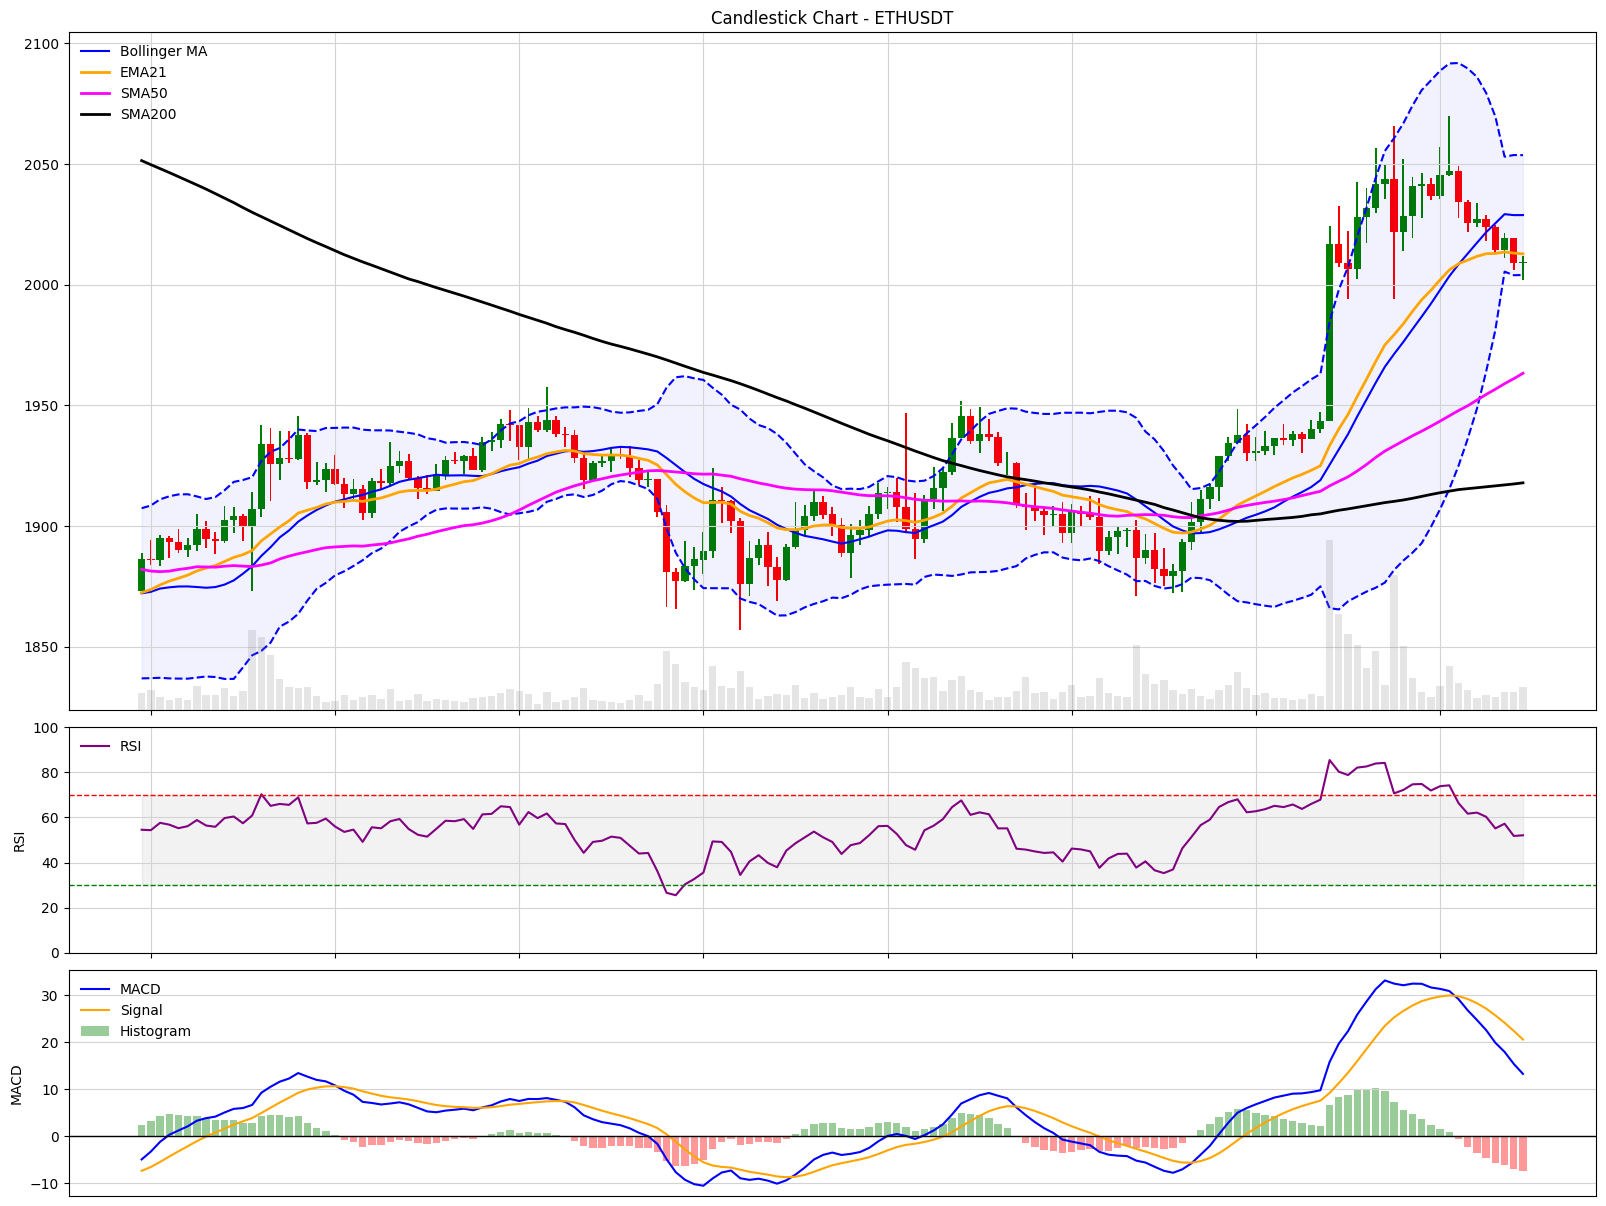 Candlestick Chart - ETHUSDT
Bollinger MA
EMA21
SMA50
SMA200
2100
2050
2000
1950
1900
1850
RSI
RSI
100
80
60
40
20
0
MACD
Signal
Histogram
MACD
30
20
10
0
−10